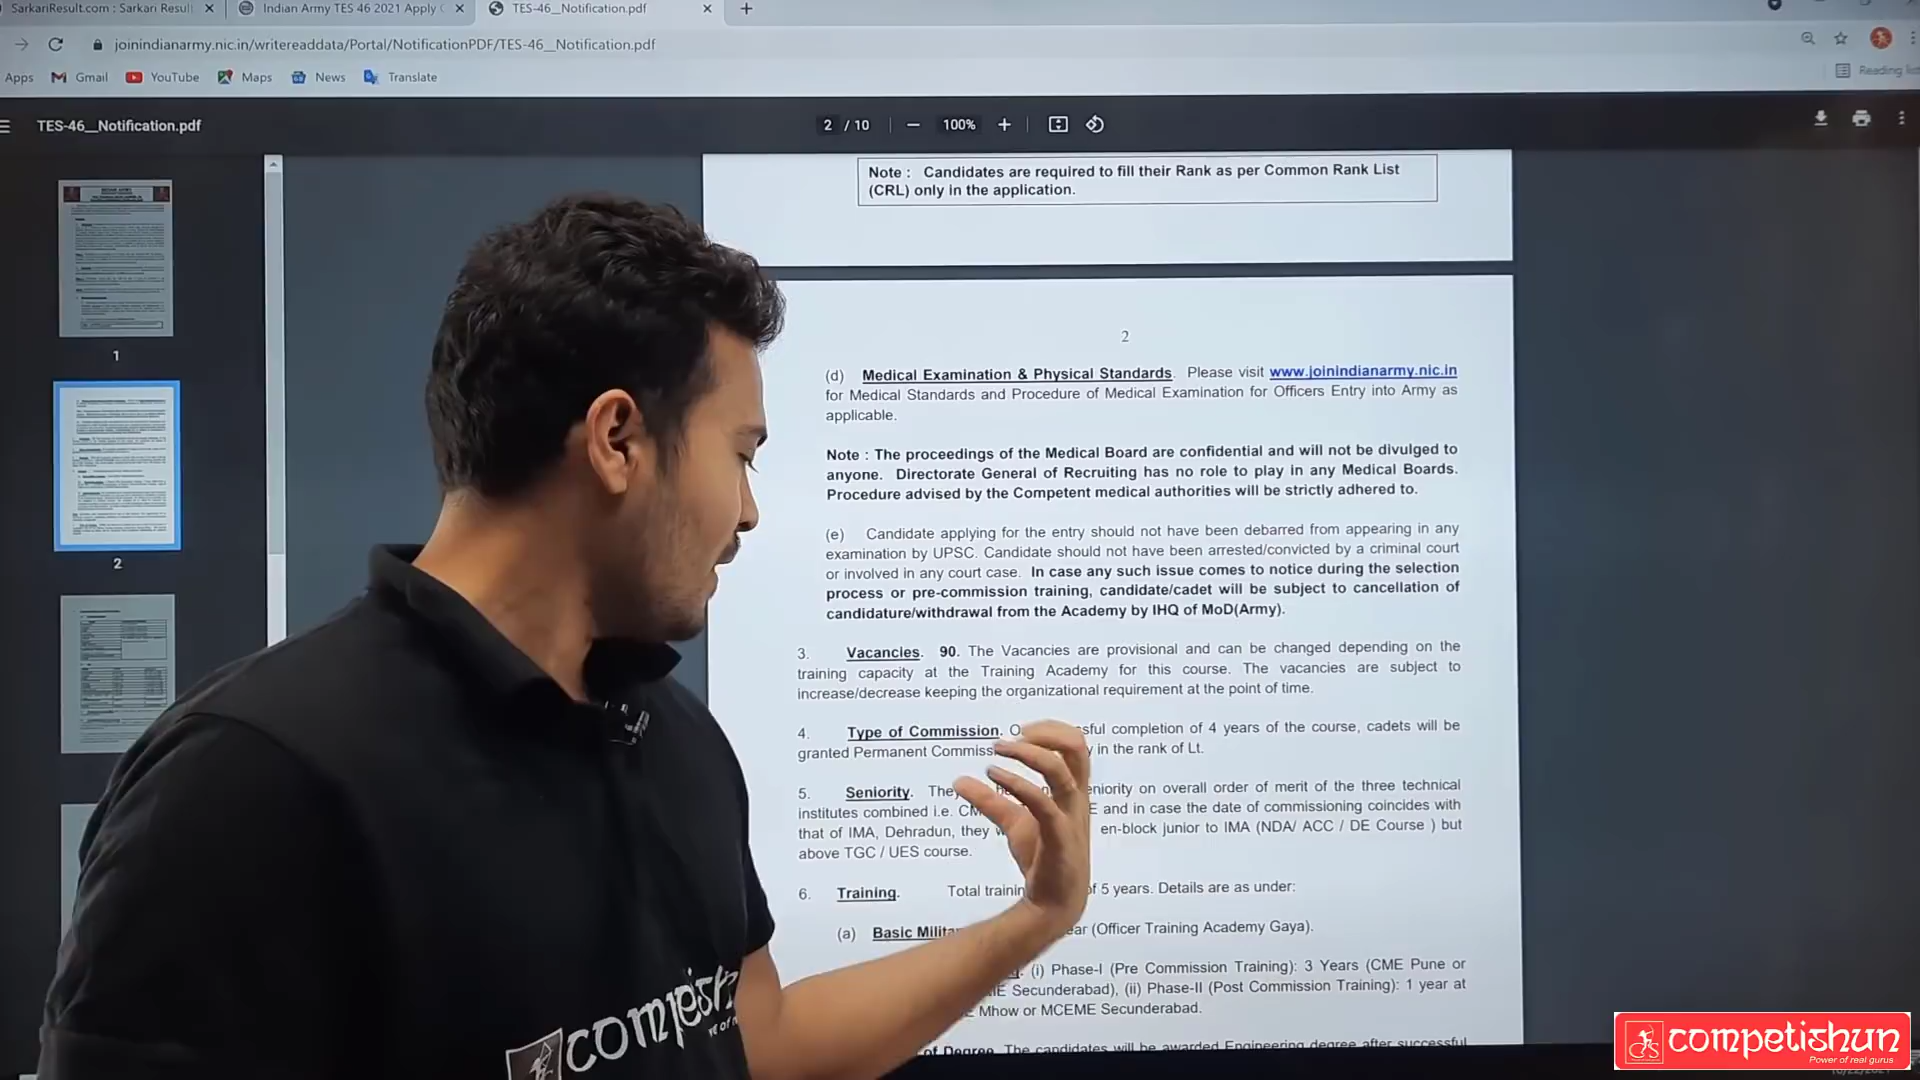 SarkariResult.com : Sarkari Result
Indian Army TES 46 2021 Apply
TES-46__Notification.pdf
joinindianarmy.nic.in/writereaddata/Portal/NotificationPDF/TES-46__Notification.pdf
Apps Gmail YouTube Maps News Translate
Reading list
TES-46__Notification.pdf
2 / 10
100%
1
2
Note : Candidates are required to fill their Rank as per Common Rank List
(CRL) only in the application.
2
(d) Medical Examination & Physical Standards. Please visit www.joinindianarmy.nic.in
for Medical Standards and Procedure of Medical Examination for Officers Entry into Army as
applicable.
Note : The proceedings of the Medical Board are confidential and will not be divulged to
anyone. Directorate General of Recruiting has no role to play in any Medical Boards.
Procedure advised by the Competent medical authorities will be strictly adhered to.
(e) Candidate applying for the entry should not have been debarred from appearing in any
examination by UPSC. Candidate should not have been arrested/convicted by a criminal court
or involved in any court case. In case any such issue comes to notice during the selection
process or pre-commission training, candidate/cadet will be subject to cancellation of
candidature/withdrawal from the Academy by IHQ of MoD(Army).
3. Vacancies. 90. The Vacancies are provisional and can be changed depending on the
training capacity at the Training Academy for this course. The vacancies are subject to
increase/decrease keeping the organizational requirement at the point of time.
4. Type of Commission. completion of 4 years of the course, cadets will be
granted Permanent in the rank of Lt.
5. Seniority. They on overall order of merit of the three technical
institutes combined i.e. and in case the date of commissioning coincides with
that of IMA, Dehradun, they en-block junior to IMA (NDA/ ACC / DE Course ) but
above TGC / UES course.
6. Training. Total of 5 years. Details are as under:
(a) Basic (Officer Training Academy Gaya).
(i) Phase-I (Pre Commission Training): 3 Years (CME Pune or
Secunderabad), (ii) Phase-II (Post Commission Training): 1 year at
Mhow or MCEME Secunderabad.
of Degree. The candidates will be awarded Engineering degree after successful
competishun
Power of real gurus